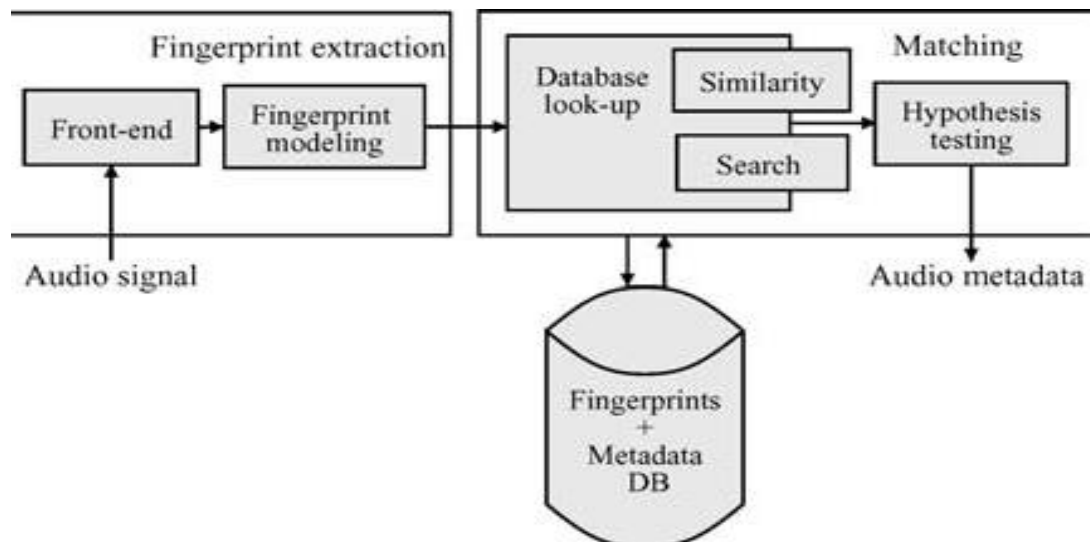 Fingerprint extraction
Front-end
Fingerprint
modeling
Audio signal
Matching
Database
look-up
Similarity
Search
Hypothesis
testing
Audio metadata
Fingerprints
+
Metadata
DB